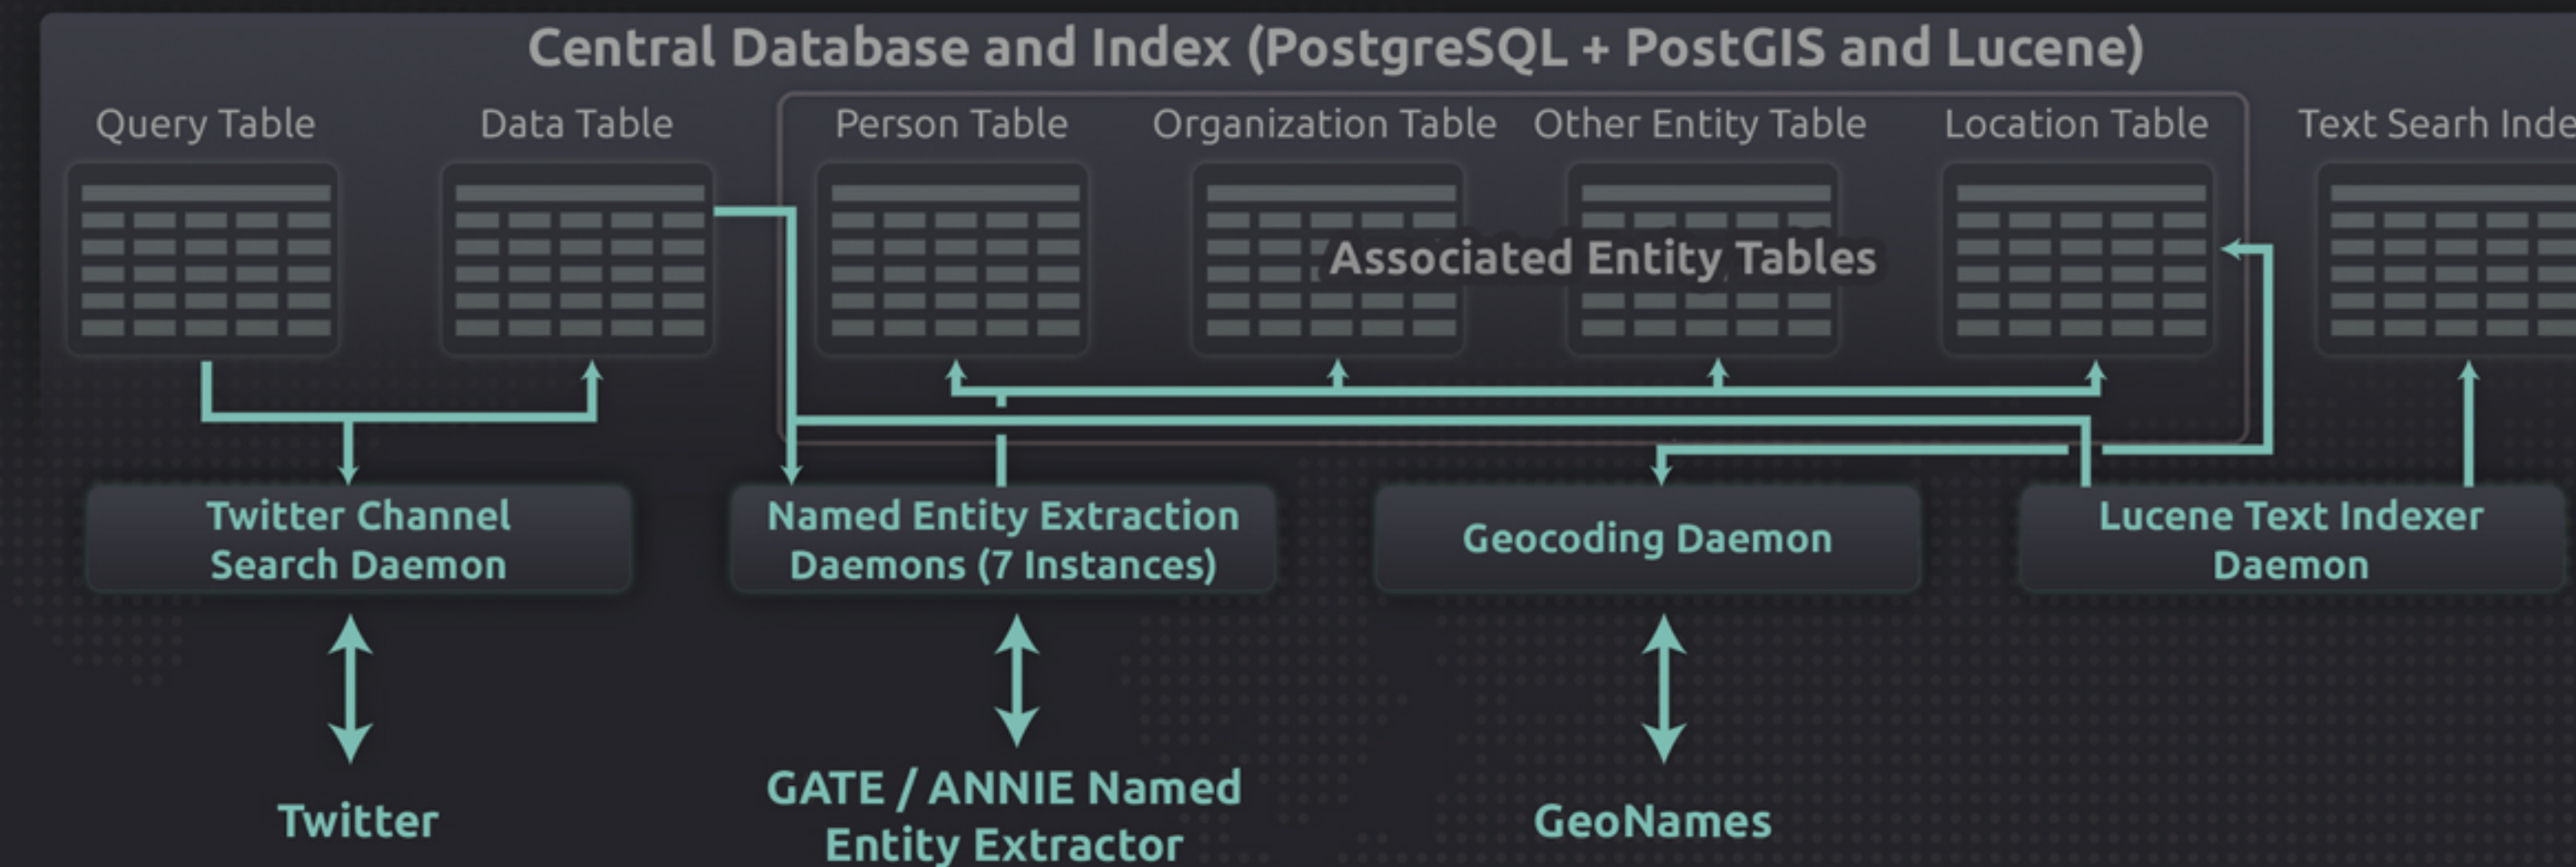 Central Database and Index (PostgreSQL + PostGIS and Lucene)
Query Table
Data Table
Person Table
Organization Table
Other Entity Table
Location Table
Text Searh
Associated Entity Tables
Twitter Channel
Search Daemon
Named Entity Extraction
Daemons (7 Instances)
Geocoding Daemon
Lucene Text Indexer
Daemon
Twitter
GATE / ANNIE Named
Entity Extractor
GeoNames